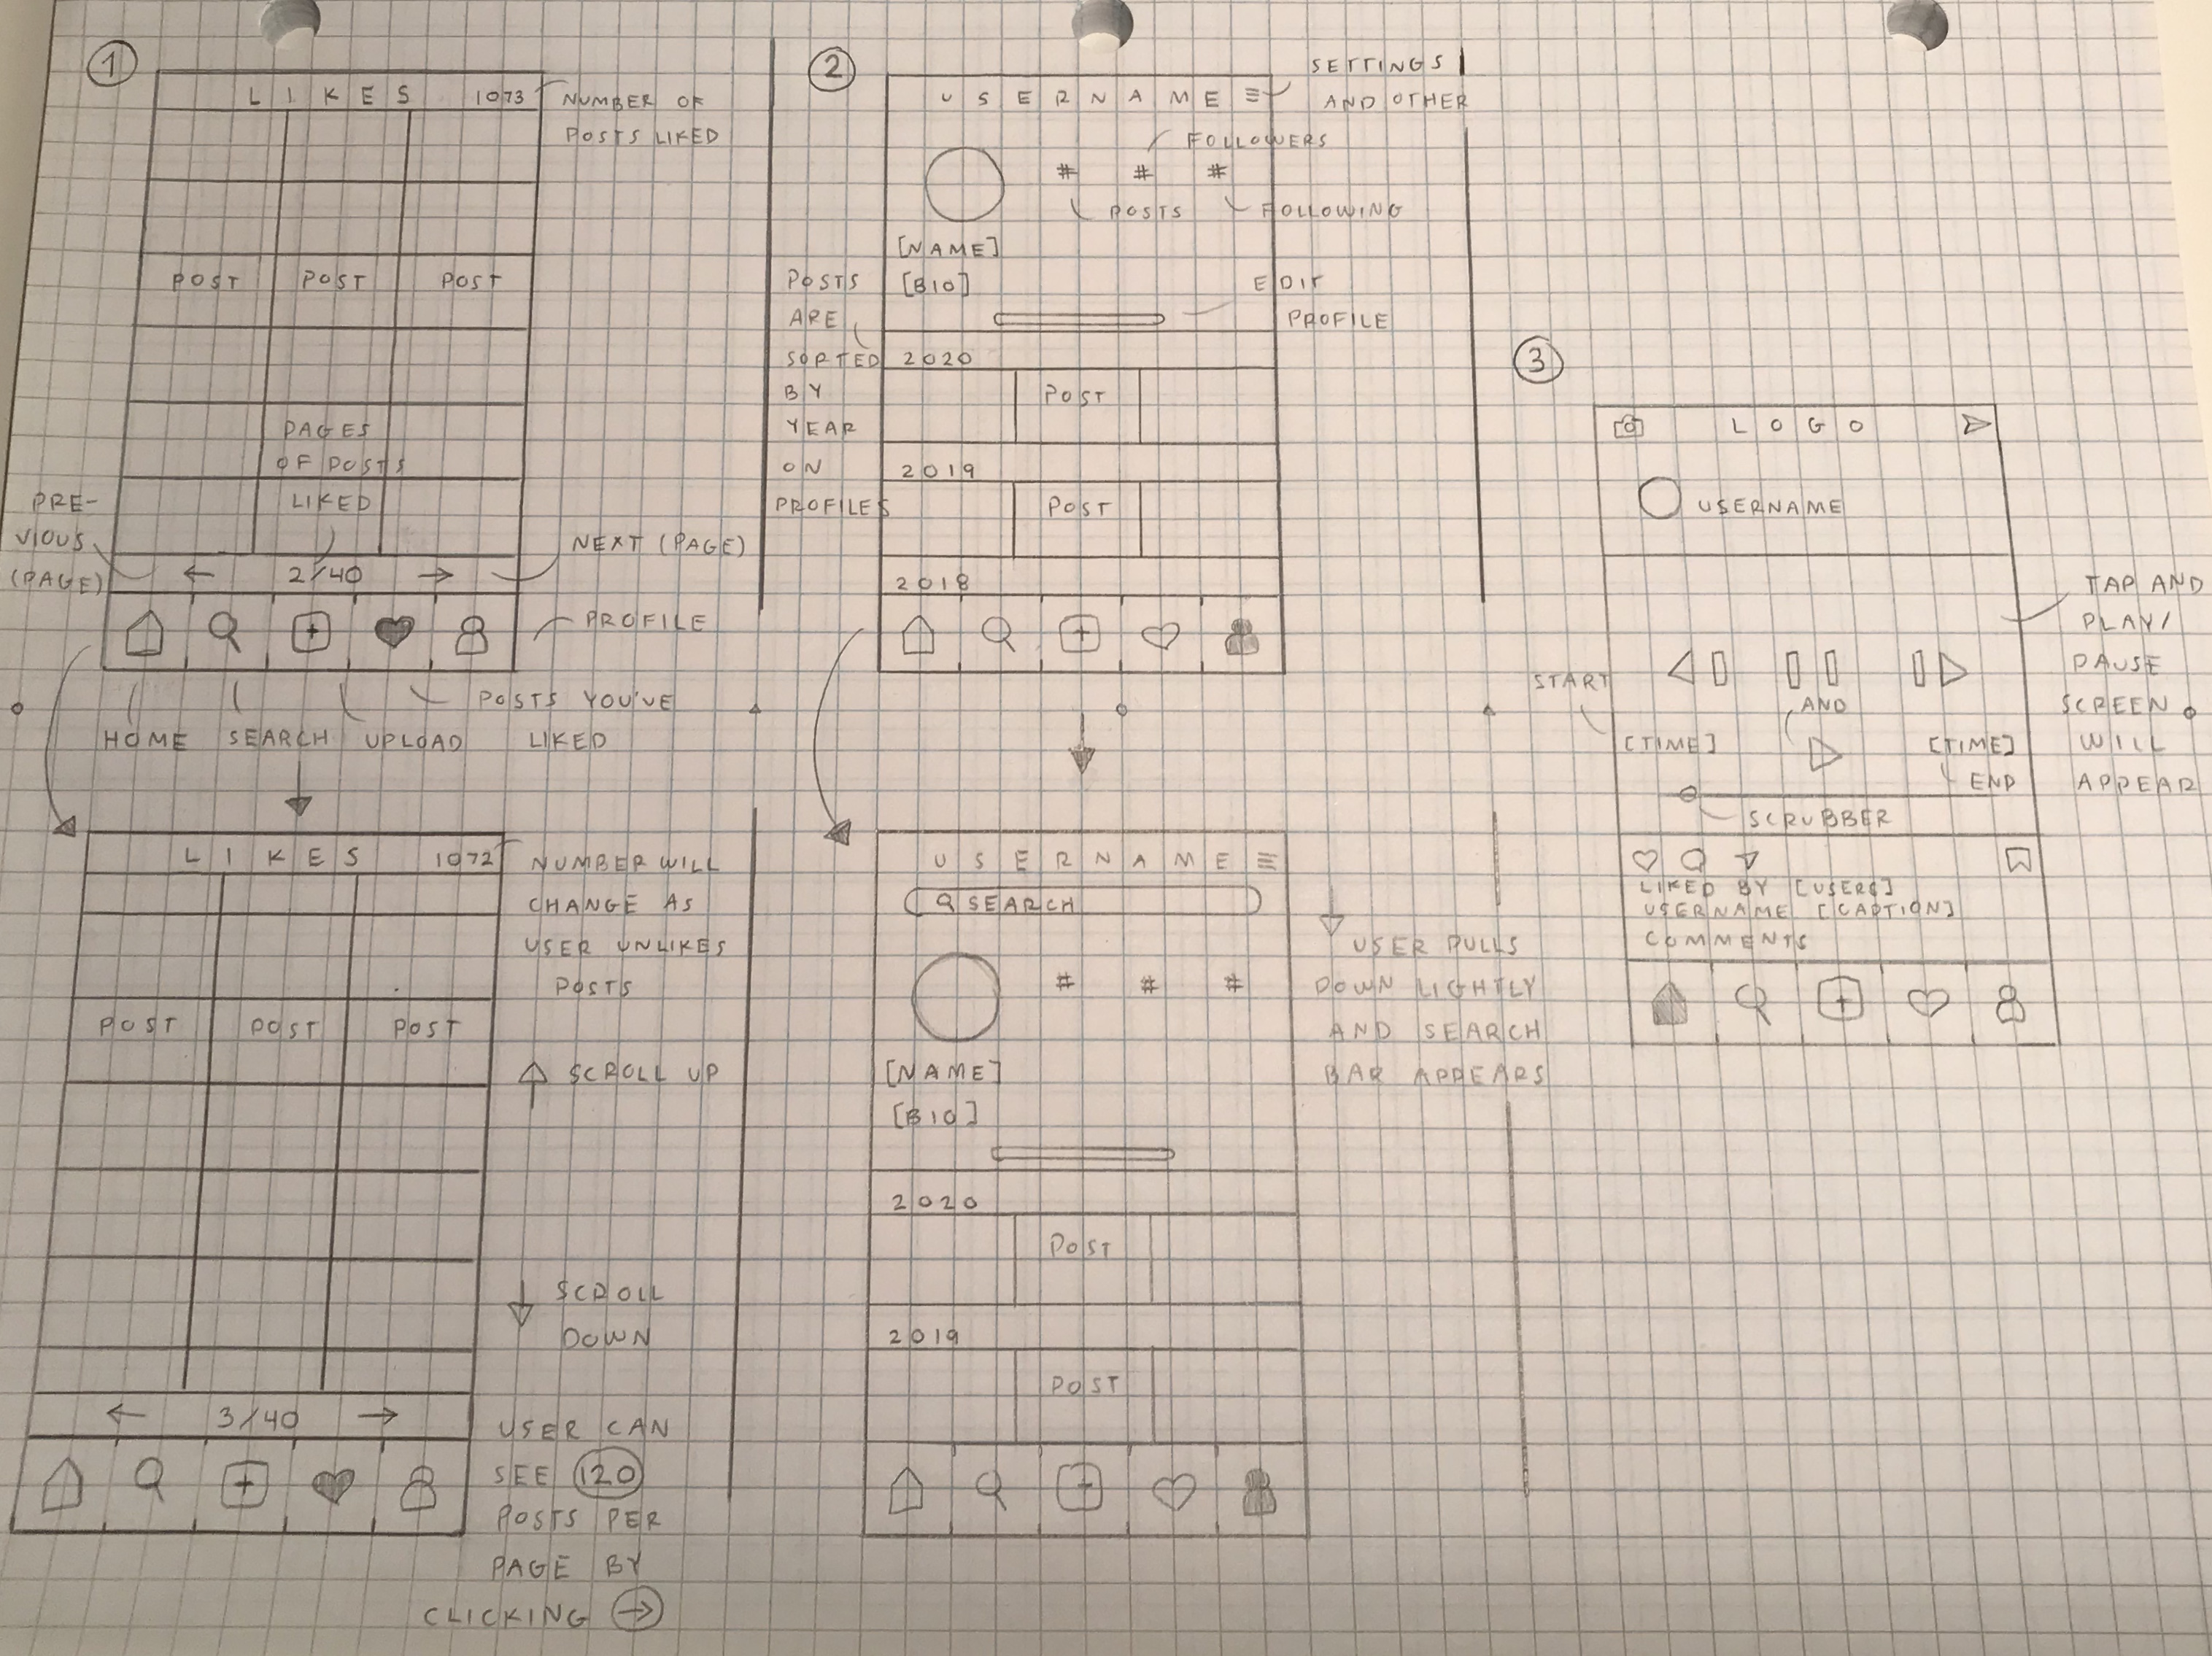 1
LIKES 1073
NUMBER OF
POSTS LIKED
POST POST POST
PAGES
OF POSTS
LIKED
PRE-
VIOUS
(PAGE)
NEXT (PAGE)
← 2/40 →
PROFILE
POSTS YOU'VE
LIKED
HOME SEARCH UPLOAD
LIKES 1072
NUMBER WILL
CHANGE AS
USER UNLIKES
POSTS
POST POST POST
↑ SCROLL UP
↓ SCROLL
DOWN
← 3/40 →
USER CAN
SEE 120
POSTS PER
PAGE BY
CLICKING →
2
USERNAME ≡
SETTINGS
AND OTHER
FOLLOWERS
# # #
POSTS FOLLOWING
[NAME]
[BIO]
EDIT
PROFILE
POSTS
ARE
SORTED
BY
YEAR
ON
PROFILES
2020
POST
2019
POST
2018
USERNAME ≡
SEARCH
# # #
[NAME]
[BIO]
2020
POST
2019
POST
↓
USER PULLS
DOWN LIGHTLY
AND SEARCH
BAR APPEARS
3
LOGO
USERNAME
TAP AND
PLAY/
PAUSE
SCREEN
WILL
APPEAR
START
AND
[TIME] [TIME]
END
SCRUBBER
LIKED BY [USERS]
USERNAME [CAPTION]
COMMENTS